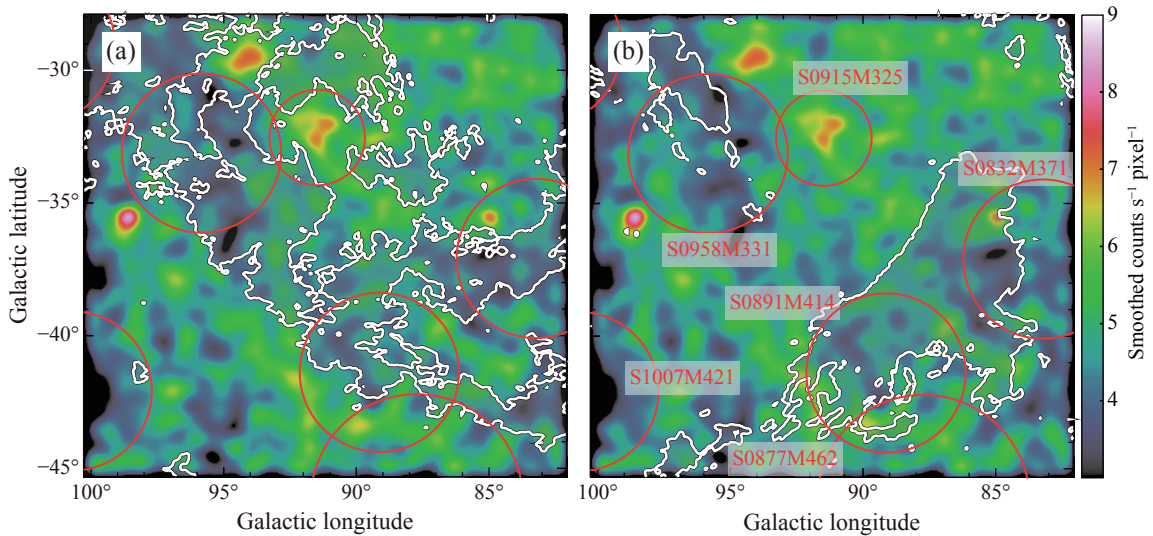 (a)
(b)
S0915M325
S0832M371
S0958M331
S0891M414
S1007M421
S0877M462
−30°
−35°
−40°
−45°
Galactic latitude
100°
95°
90°
85°
100°
95°
90°
85°
Galactic longitude
Galactic longitude
9
8
7
6
5
4
Smoothed counts s⁻¹ pixel⁻¹